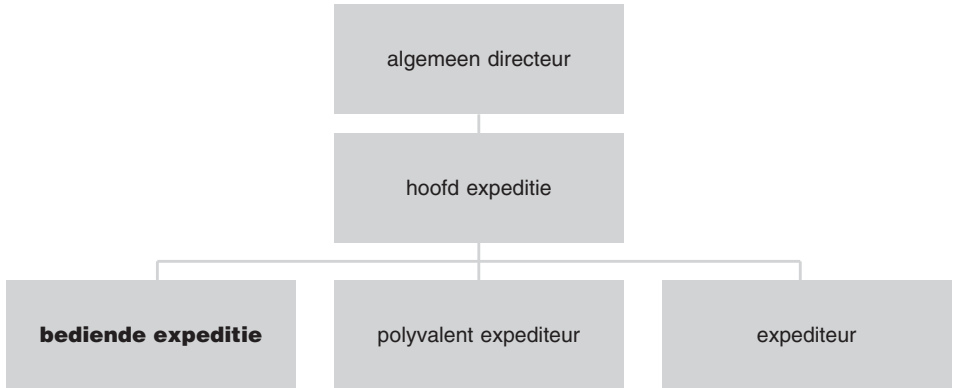 algemeen directeur
hoofd expeditie
bediende expeditie
polyvalent expediteur
expediteur